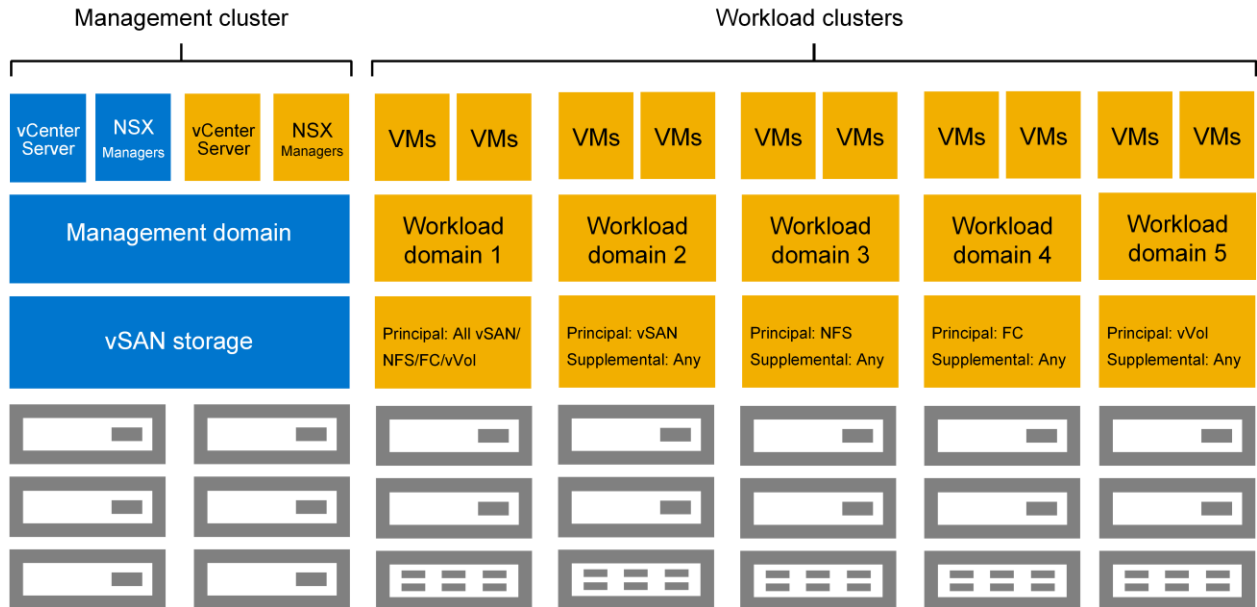 Management cluster
Workload clusters
vCenter
Server
NSX
Managers
vCenter
Server
NSX
Managers
VMs
VMs
VMs
VMs
VMs
VMs
VMs
VMs
VMs
VMs
Management domain
Workload
domain 1
Workload
domain 2
Workload
domain 3
Workload
domain 4
Workload
domain 5
vSAN storage
Principal: All vSAN/
NFS/FC/vVol
Principal: vSAN
Supplemental: Any
Principal: NFS
Supplemental: Any
Principal: FC
Supplemental: Any
Principal: vVol
Supplemental: Any